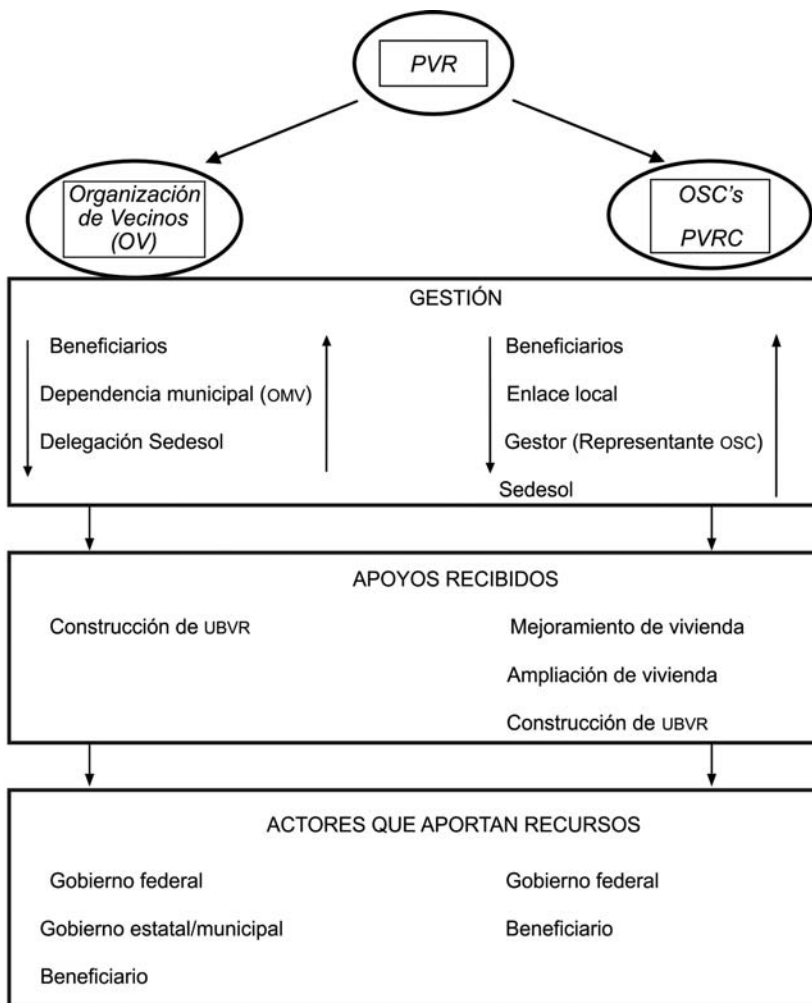 PVR
Organización
de Vecinos
(OV)
OSC's
PVRC
GESTIÓN
Beneficiarios
Dependencia municipal (OMV)
Delegación Sedesol
Beneficiarios
Enlace local
Gestor (Representante OSC)
Sedesol
APOYOS RECIBIDOS
Construcción de UBVR
Mejoramiento de vivienda
Ampliación de vivienda
Construcción de UBVR
ACTORES QUE APORTAN RECURSOS
Gobierno federal
Gobierno estatal/municipal
Beneficiario
Gobierno federal
Beneficiario